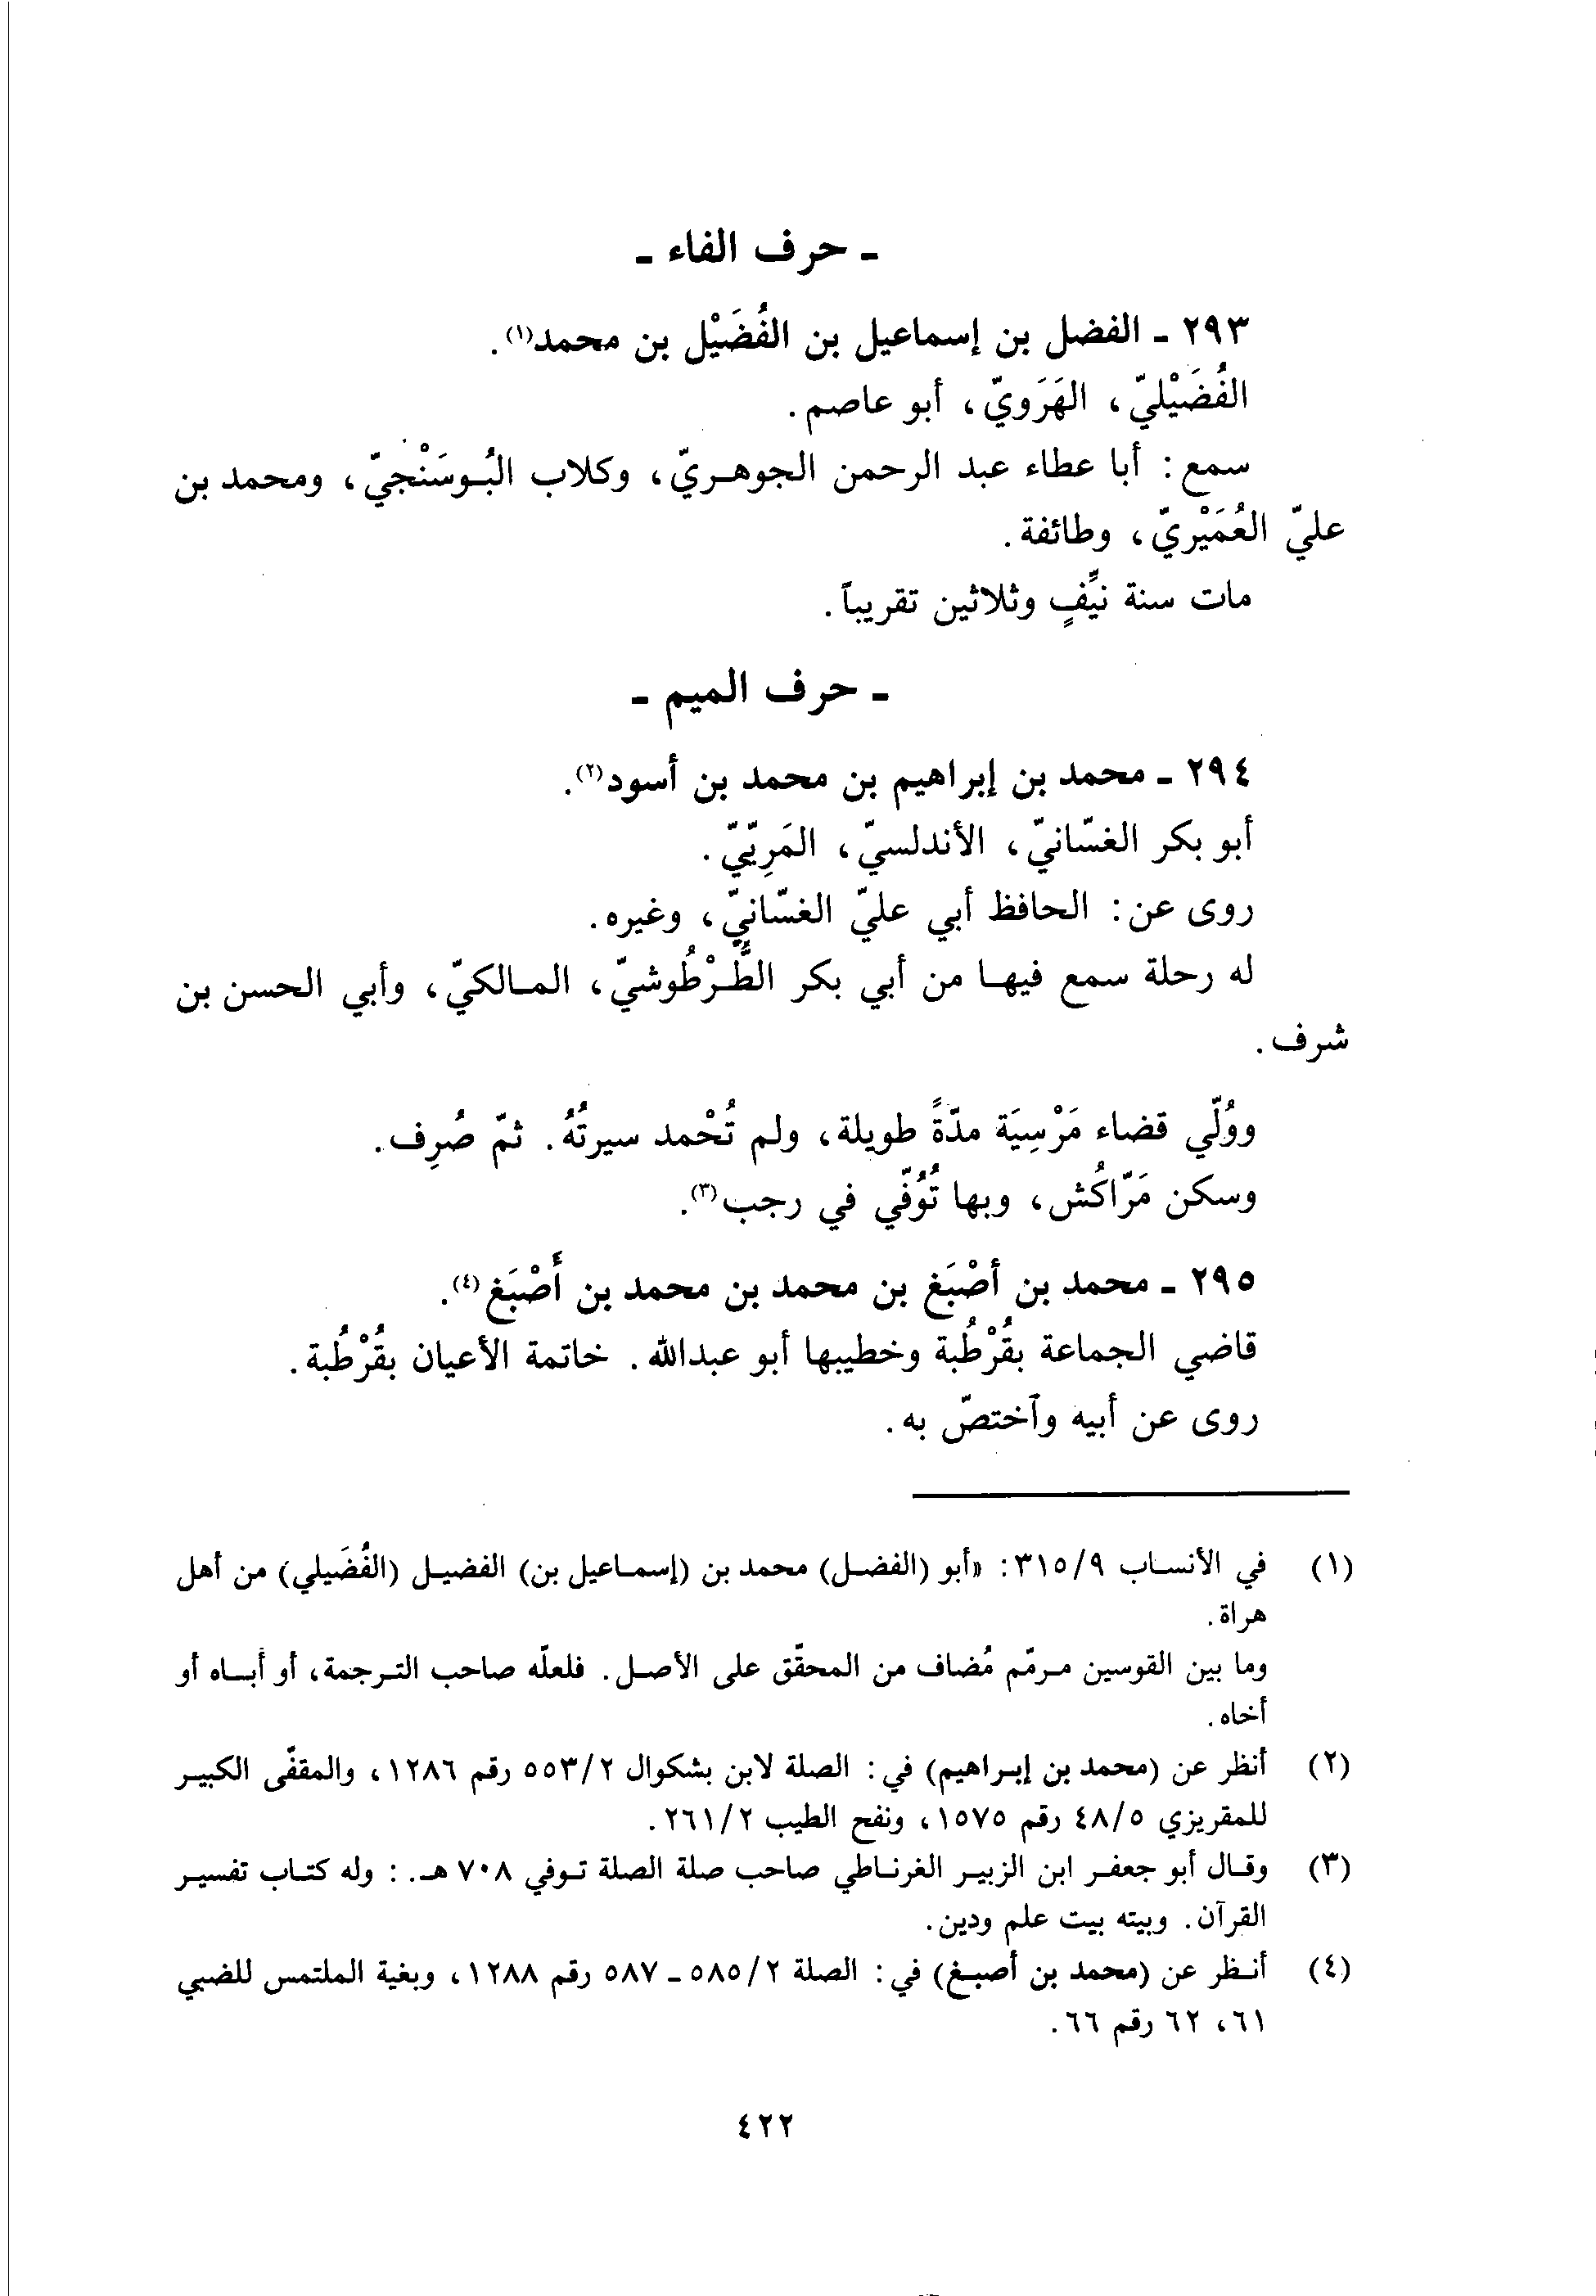 - حرف الفاء -
٢٩٣ - الفضل بن إسماعيل بن الفُضَيْل بن محمد(١).
الفُضَيْليّ، الهَرَويّ، أبو عاصم.
سمع: أبا عطاء عبد الرحمن الجوهريّ، وكلاب البُوسَنْجيّ، ومحمد بن
عليّ العُمَيْريّ، وطائفة.
مات سنة نيِّفٍ وثلاثين تقريباً.
- حرف الميم -
٢٩٤ - محمد بن إبراهيم بن محمد بن أسود(٢).
أبو بكر الغسّانيّ، الأندلسيّ، المَرِيّيّ.
روى عن: الحافظ أبي عليّ الغسّانيّ، وغيره.
له رحلة سمع فيها من أبي بكر الطُّرْطُوشيّ، المالكيّ، وأبي الحسن بن
شرف.
ووُلّي قضاء مَرْسِيَة مدّةً طويلة، ولم تُحْمد سيرتُهُ. ثمّ صُرِف.
وسكن مَرّاكُش، وبها تُوُفّي في رجب(٣).
٢٩٥ - محمد بن أصْبَغ بن محمد بن محمد بن أَصْبَغ(٤).
قاضي الجماعة بقُرْطُبة وخطيبها أبو عبدالله. خاتمة الأعيان بقُرْطُبة.
روى عن أبيه وٱختصّ به.
(١) في الأنساب ٣١٥/٩: «أبو (الفضل) محمد بن (إسماعيل بن) الفضيل (الفُضَيلي) من أهل
هراة.
وما بين القوسين مرمّم مُضاف من المحقّق على الأصل. فلعلّه صاحب الترجمة، أو أباه أو
أخاه.
(٢) أنظر عن (محمد بن إبراهيم) في: الصلة لابن بشكوال ٥٥٣/٢ رقم ١٢٨٦، والمقفّى الكبير
للمقريزي ٤٨/٥ رقم ١٥٧٥، ونفح الطيب ٢٦١/٢.
(٣) وقال أبو جعفر ابن الزبير الغرناطي صاحب صلة الصلة توفي ٧٠٨ هـ. : وله كتاب تفسير
القرآن. وبيته بيت علم ودين.
(٤) أنظر عن (محمد بن أصبغ) في: الصلة ٥٨٥/٢ - ٥٨٧ رقم ١٢٨٨، وبغية الملتمس للضبي
٦١، ٦٢ رقم ٦٦.
٤٢٢